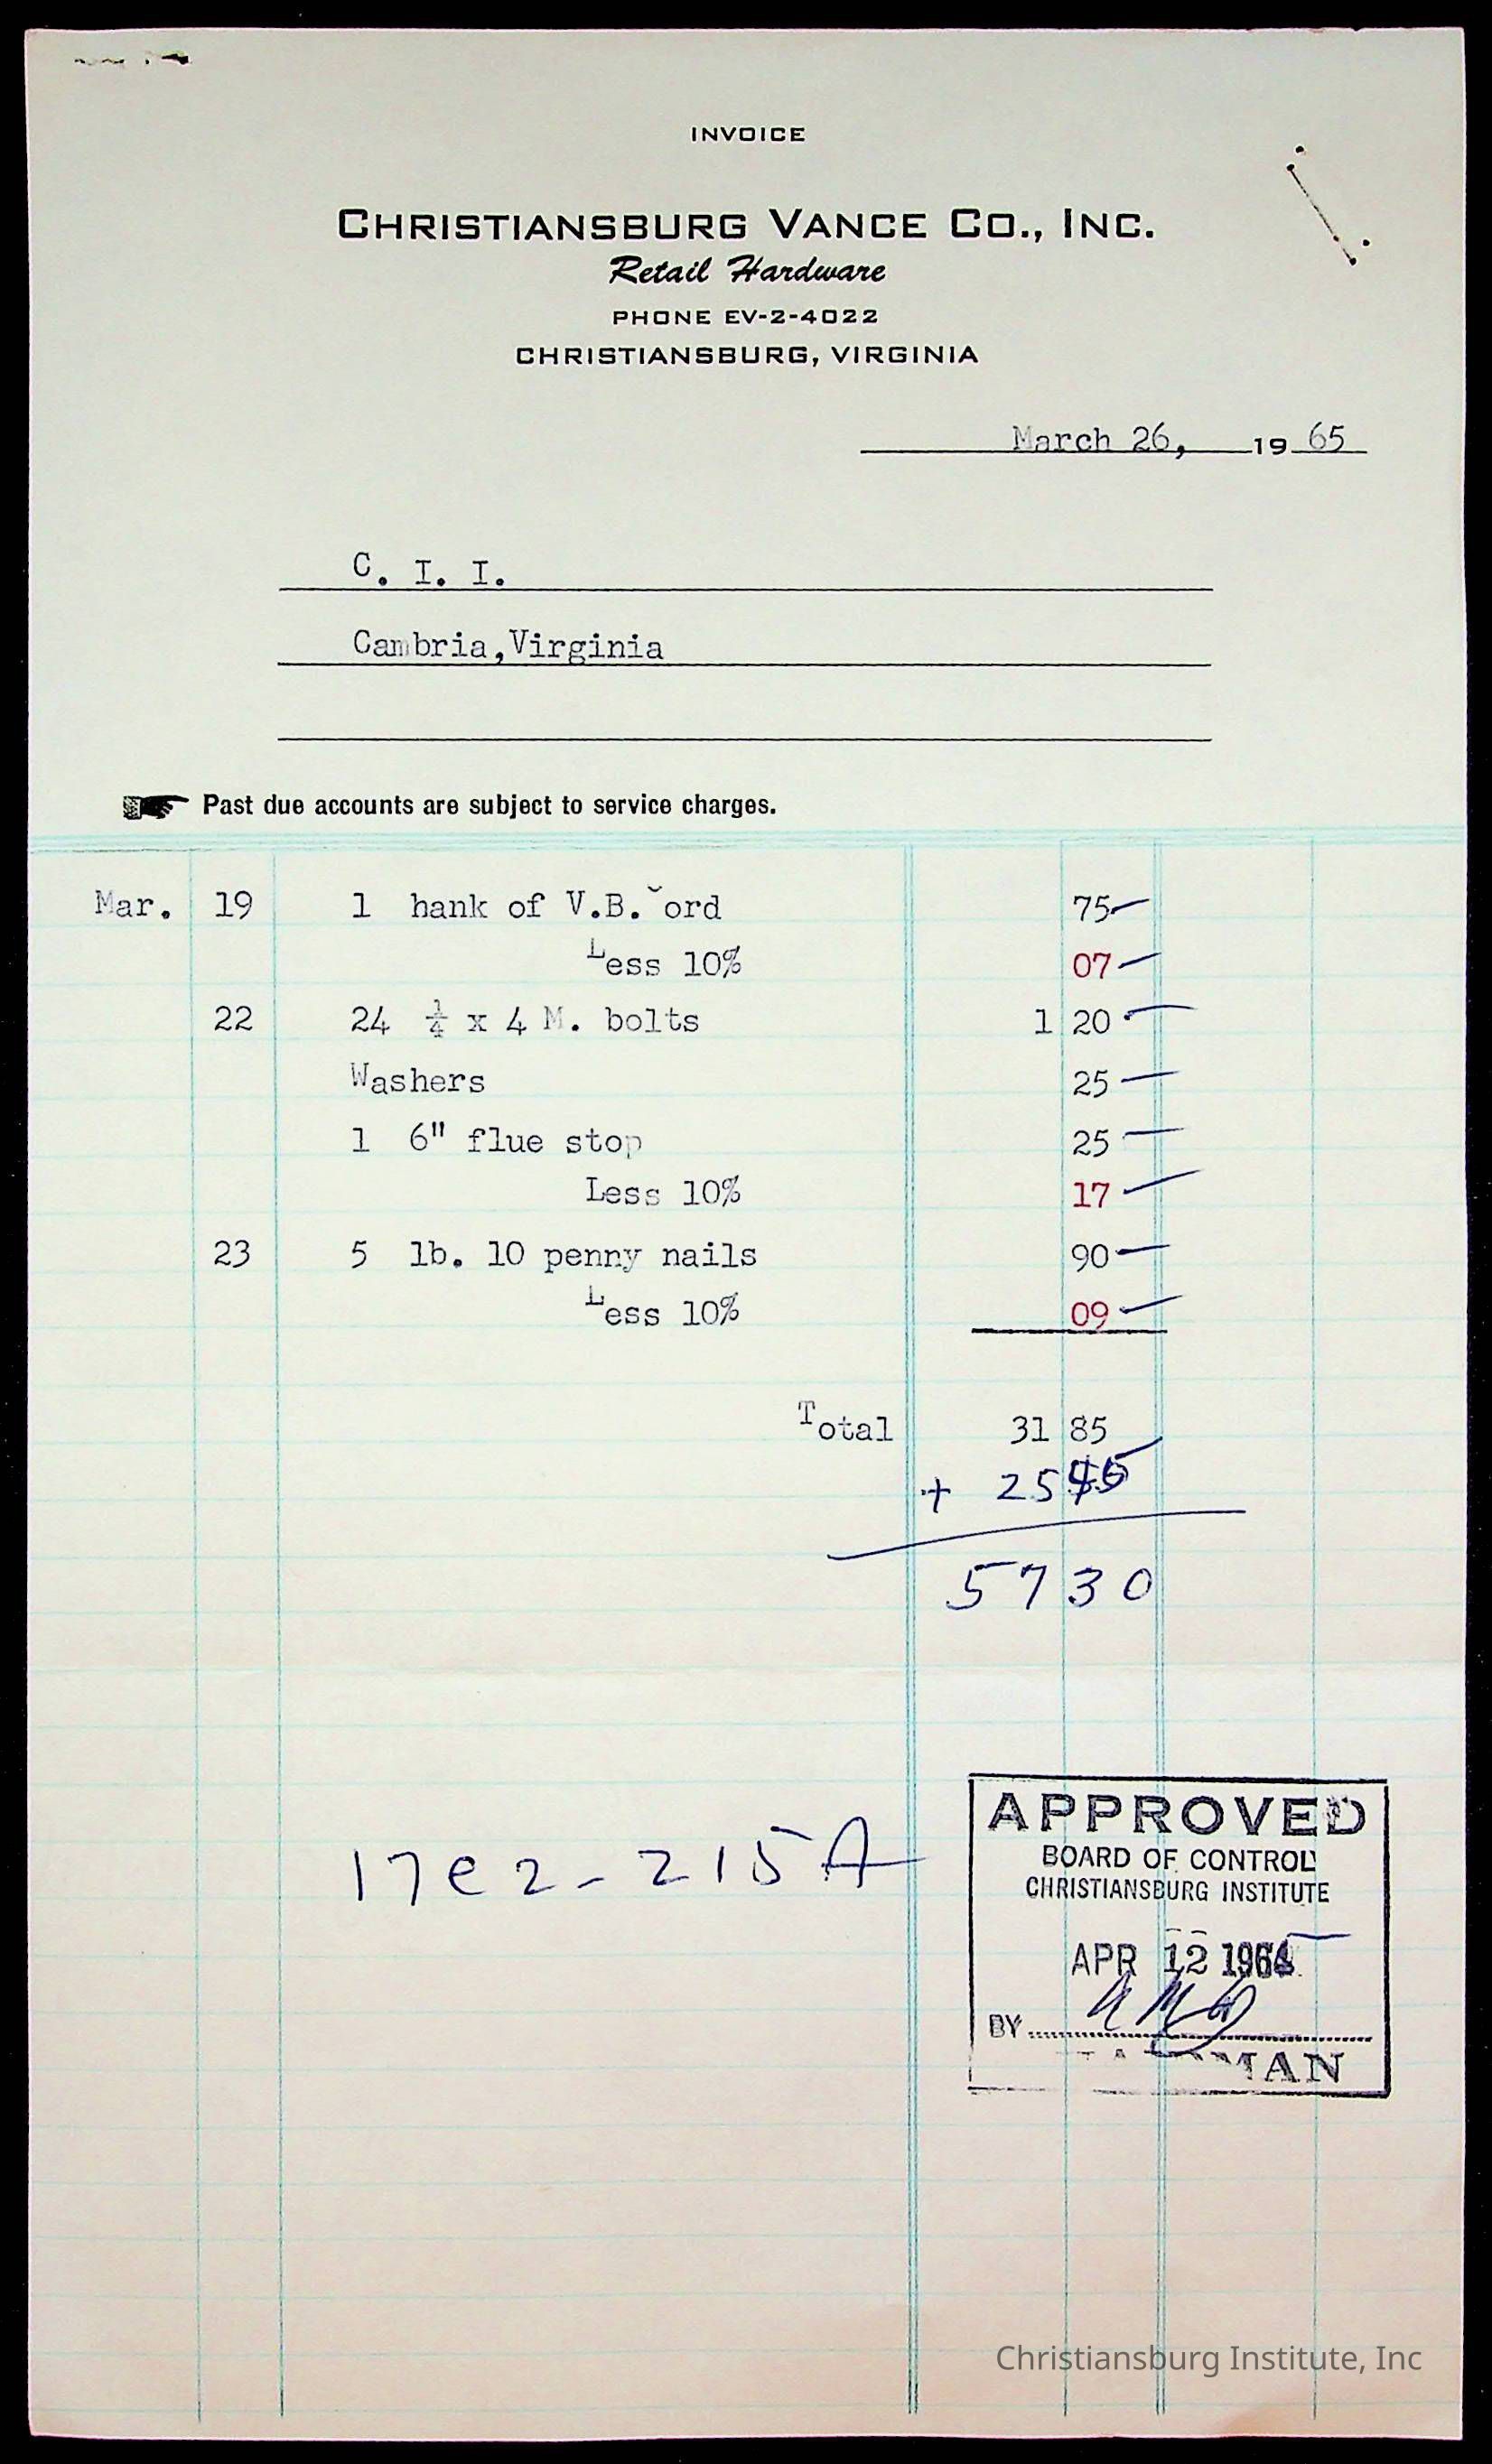 INVOICE
CHRISTIANSBURG VANCE CO., INC.
Retail Hardware
PHONE EV-2-4022
CHRISTIANSBURG, VIRGINIA
March 26, 19 65
C. I. I.
Cambria,Virginia
Past due accounts are subject to service charges.
Mar. 19 1 hank of V.B. ord 75
Less 10% 07
22 24 ¼ x 4 M. bolts 1 20
Washers 25
1 6" flue stop 25
Less 10% 17
23 5 lb. 10 penny nails 90
Less 10% 09
Total 31 85
+ 25 45
57 30
17e2-215A
APPROVED
BOARD OF CONTROL
CHRISTIANSBURG INSTITUTE
APR 12
BY
Christiansburg Institute, Inc